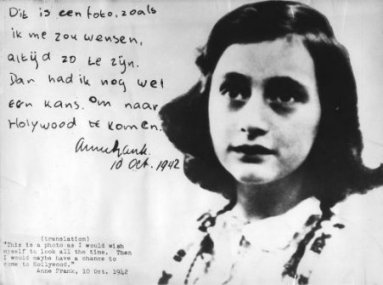 Dit is een foto, zoals
ik me zou wensen,
altijd zo te zijn.
Dan had ik nog wel
een kans om naar
Holywood te komen.
AnneFrank.
10 Oct. 1942
(translation)
"This is a photo as I would wish
myself to look all the time. Then
I would maybe have a chance to
come to Hollywood."
Anne Frank, 10 Oct. 1942